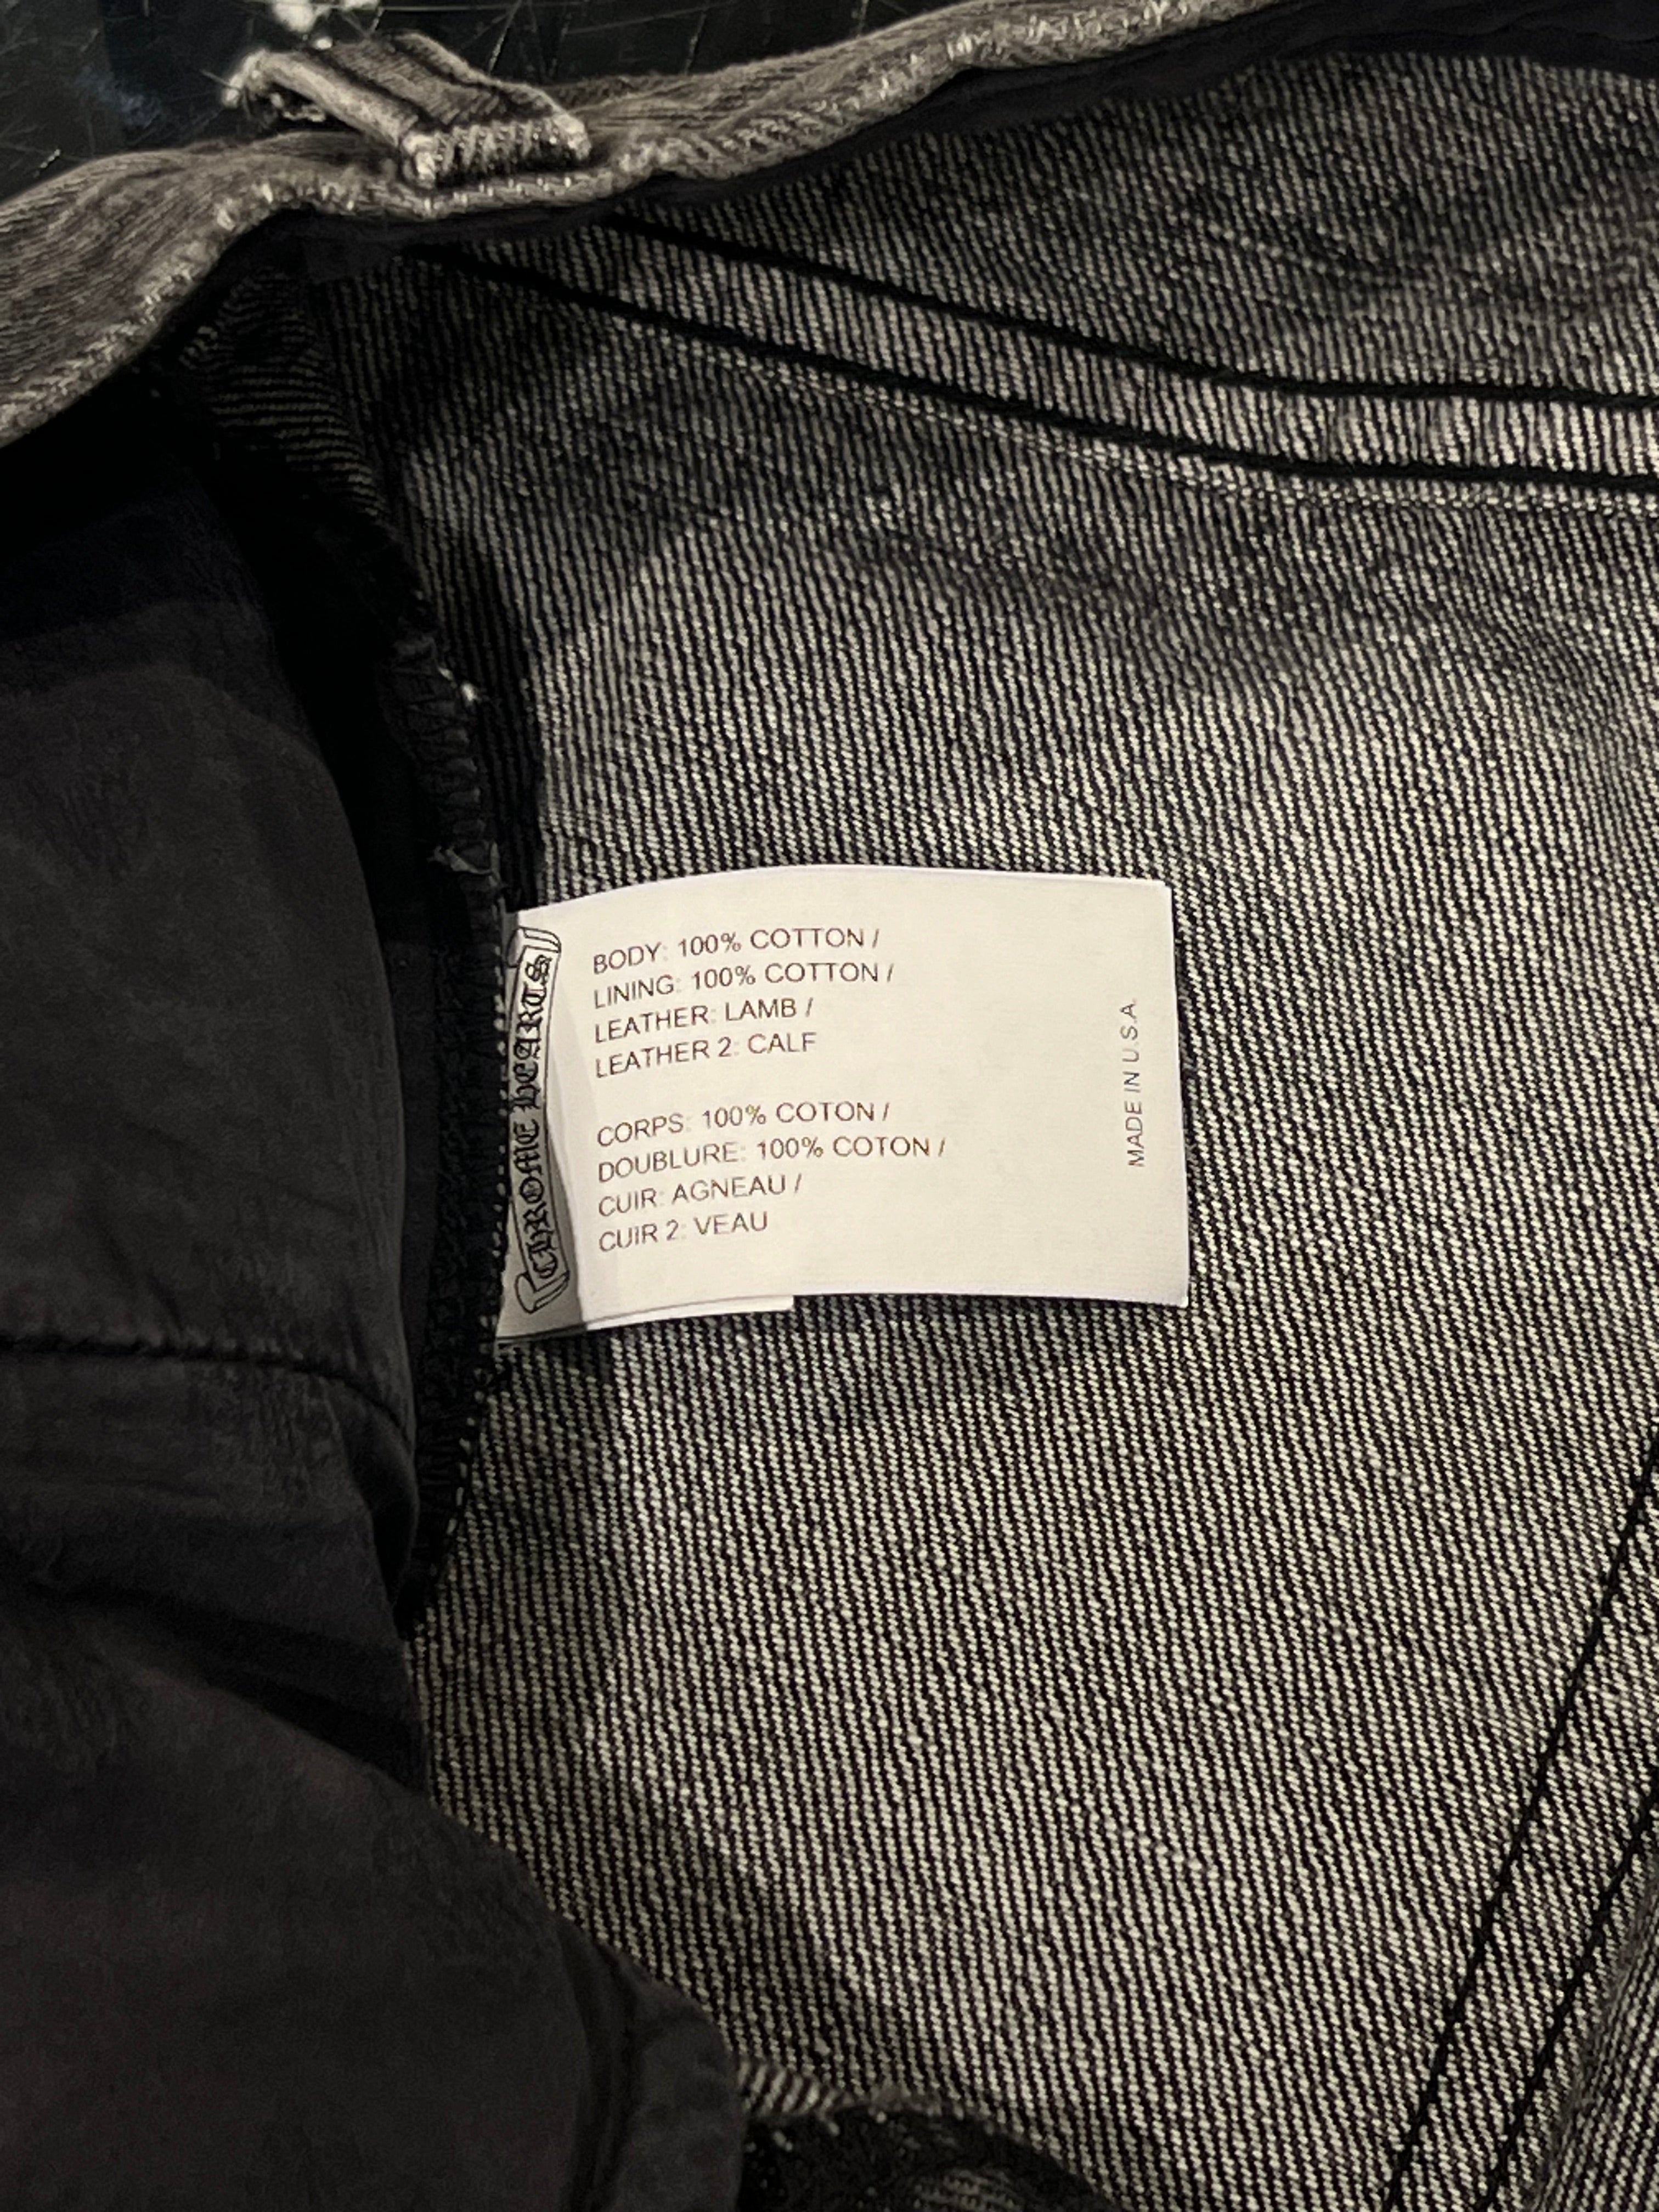 CHROME HEARTS
BODY: 100% COTTON /
LINING: 100% COTTON /
LEATHER: LAMB /
LEATHER 2: CALF
CORPS: 100% COTON /
DOUBLURE: 100% COTON /
CUIR: AGNEAU /
CUIR 2: VEAU
MADE IN U.S.A.